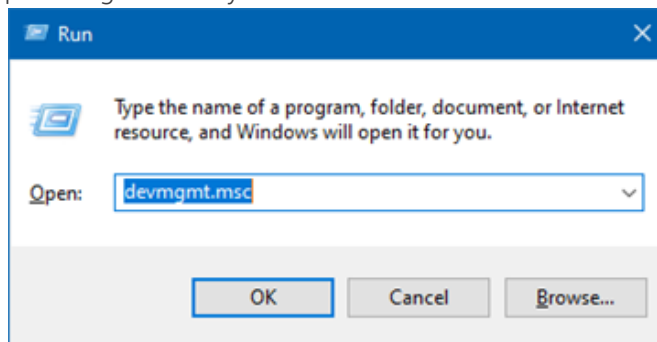 Run
Type the name of a program, folder, document, or Internet
resource, and Windows will open it for you.
Open: devmgmt.msc
OK Cancel Browse...